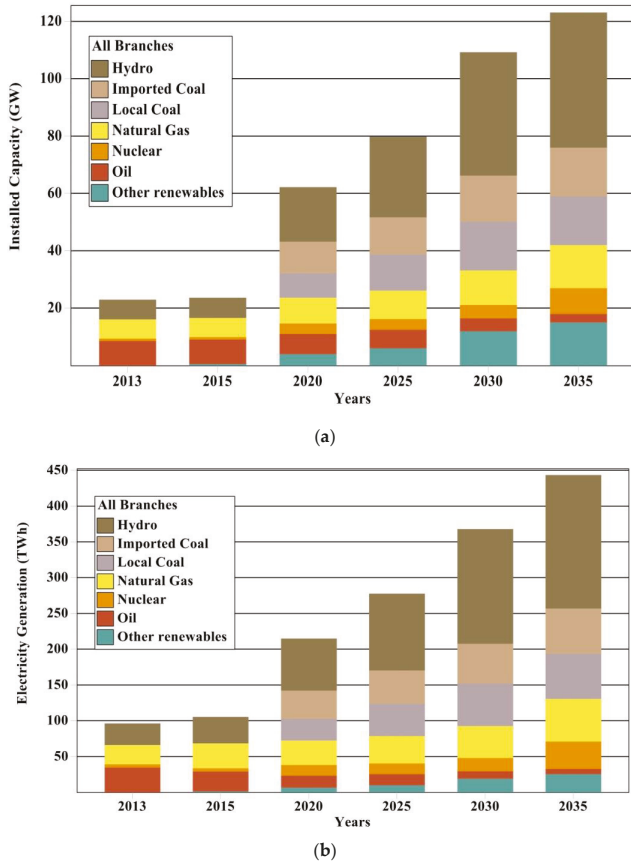 120
100
80
60
40
20
Installed Capacity (GW)
All Branches
Hydro
Imported Coal
Local Coal
Natural Gas
Nuclear
Oil
Other renewables
2013 2015 2020 2025 2030 2035
Years
(a)
450
400
350
300
250
200
150
100
50
Electricity Generation (TWh)
All Branches
Hydro
Imported Coal
Local Coal
Natural Gas
Nuclear
Oil
Other renewables
2013 2015 2020 2025 2030 2035
Years
(b)